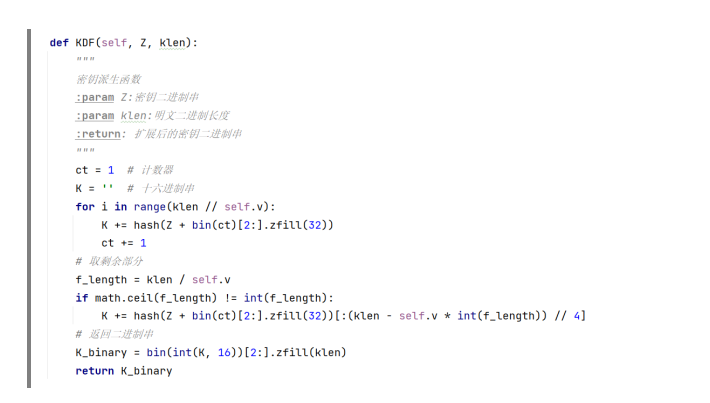 def KDF(self, Z, klen):
    """
    密钥派生函数
    :param Z:密钥二进制串
    :param klen:明文二进制长度
    :return: 扩展后的密钥二进制串
    """
    ct = 1  # 计数器
    K = ''  # 十六进制串
    for i in range(klen // self.v):
        K += hash(Z + bin(ct)[2:].zfill(32))
        ct += 1
    # 取剩余部分
    f_length = klen / self.v
    if math.ceil(f_length) != int(f_length):
        K += hash(Z + bin(ct)[2:].zfill(32))[:(klen - self.v * int(f_length)) // 4]
    # 返回二进制串
    K_binary = bin(int(K, 16))[2:].zfill(klen)
    return K_binary